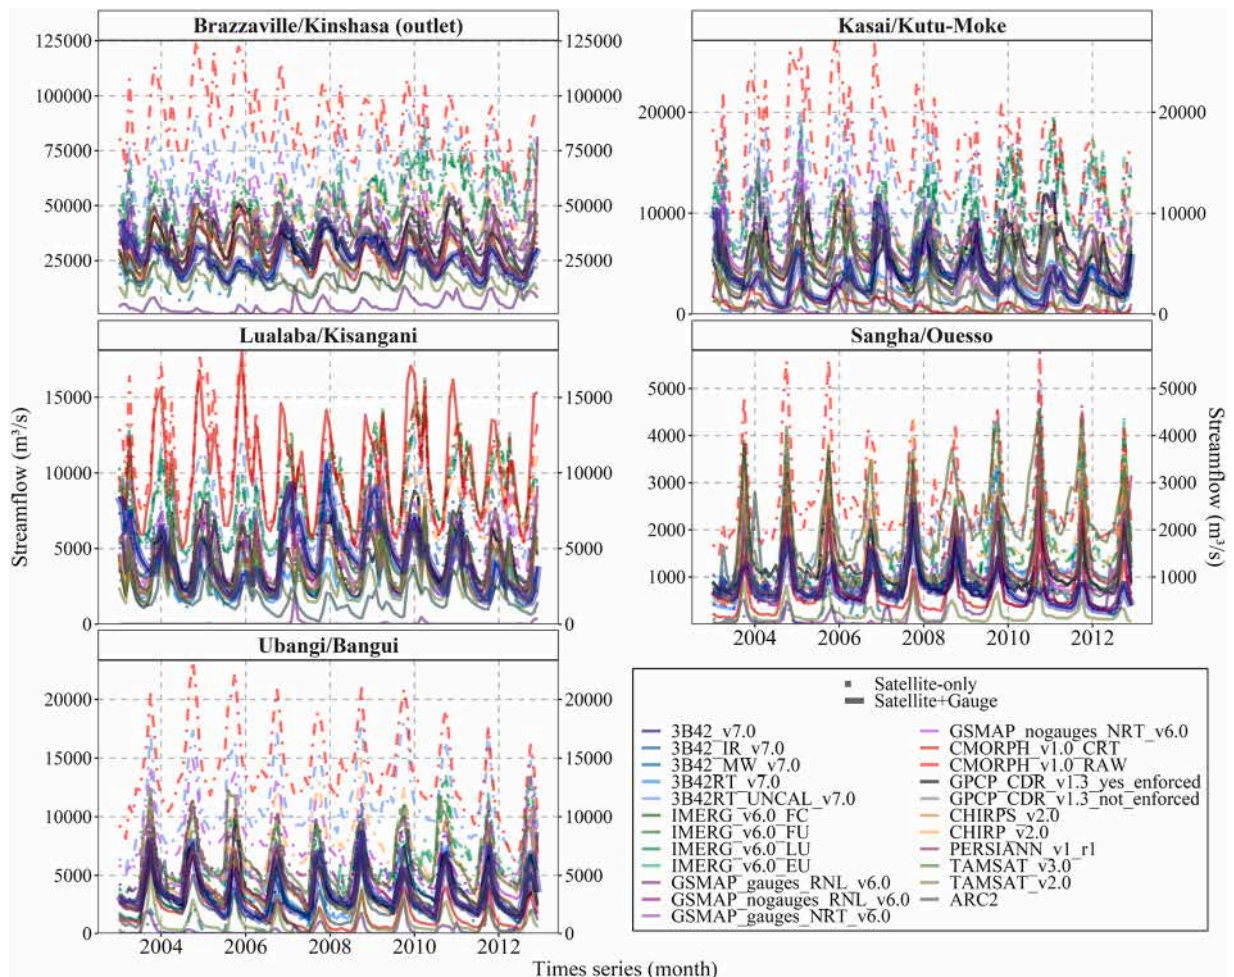 Brazzaville/Kinshasa (outlet)
125000
100000
75000
50000
25000
125000
100000
75000
50000
25000
Kasai/Kutu-Moke
20000
10000
0
20000
10000
0
Lualaba/Kisangani
15000
10000
5000
0
15000
10000
5000
0
Sangha/Ouesso
5000
4000
3000
2000
1000
5000
4000
3000
2000
1000
2004 2006 2008 2010 2012
Ubangi/Bangui
20000
15000
10000
5000
0
20000
15000
10000
5000
0
2004 2006 2008 2010 2012
Streamflow (m³/s)
Streamflow (m³/s)
Times series (month)
Satellite-only
Satellite+Gauge
3B42_v7.0
3B42_IR_v7.0
3B42_MW_v7.0
3B42RT_v7.0
3B42RT_UNCAL_v7.0
IMERG_v6.0_FC
IMERG_v6.0_FU
IMERG_v6.0_LU
IMERG_v6.0_EU
GSMAP_gauges_RNL_v6.0
GSMAP_nogauges_RNL_v6.0
GSMAP_gauges_NRT_v6.0
GSMAP_nogauges_NRT_v6.0
CMORPH_v1.0_CRT
CMORPH_v1.0_RAW
GPCP_CDR_v1.3_yes_enforced
GPCP_CDR_v1.3_not_enforced
CHIRPS_v2.0
CHIRP_v2.0
PERSIANN_v1_r1
TAMSAT_v3.0
TAMSAT_v2.0
ARC2